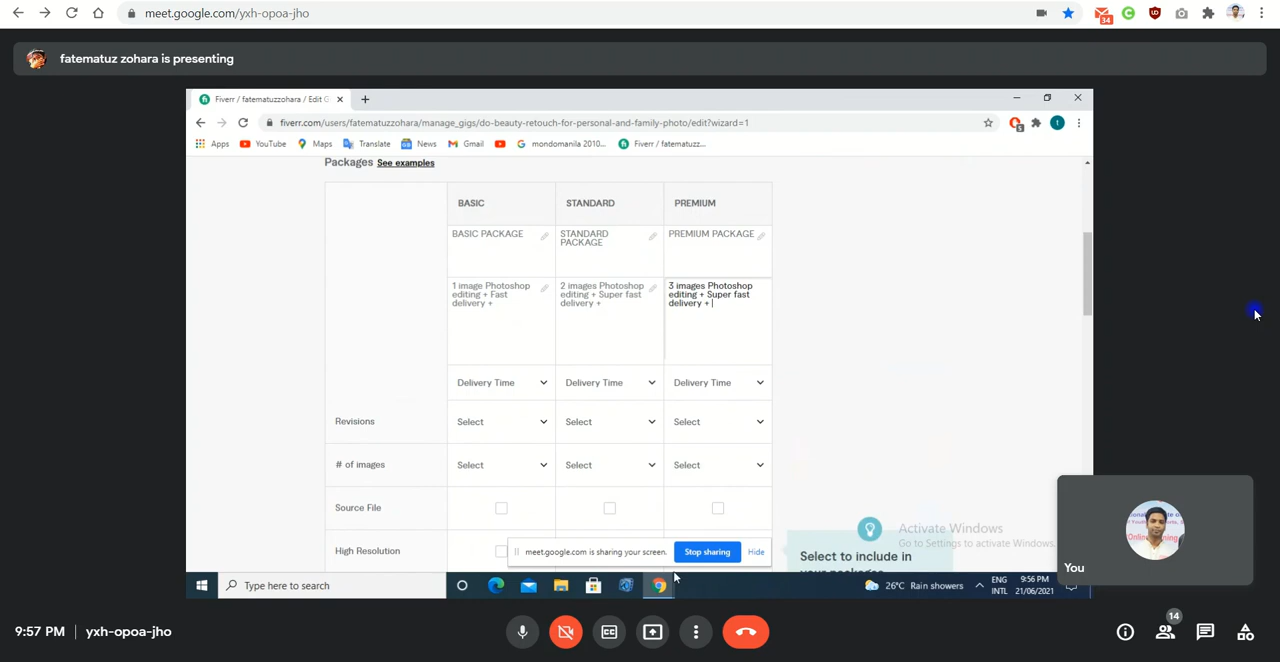 meet.google.com/yxh-opoa-jho
34
fatematuz zohara is presenting
Fiverr / fatematuzzohara / Edit G
fiverr.com/users/fatematuzzohara/manage_gigs/do-beauty-retouch-for-personal-and-family-photo/edit?wizard=1
5
t
Apps YouTube Maps Translate News Gmail mondomanila 2010... Fiverr / fatematuzz...
Packages See examples
BASIC STANDARD PREMIUM
BASIC PACKAGE
STANDARD
PACKAGE
PREMIUM PACKAGE
1 image Photoshop
editing + Fast
delivery +
2 images Photoshop
editing + Super fast
delivery +
3 images Photoshop
editing + Super fast
delivery +
Delivery Time Delivery Time Delivery Time
Revisions Select Select Select
# of images Select Select Select
Source File
High Resolution
meet.google.com is sharing your screen. Stop sharing Hide
Select to include in
Activate Windows
Go to Settings to activate Windows.
You
Type here to search
26°C Rain showers
ENG
INTL
9:56 PM
21/06/2021
9:57 PM | yxh-opoa-jho
14